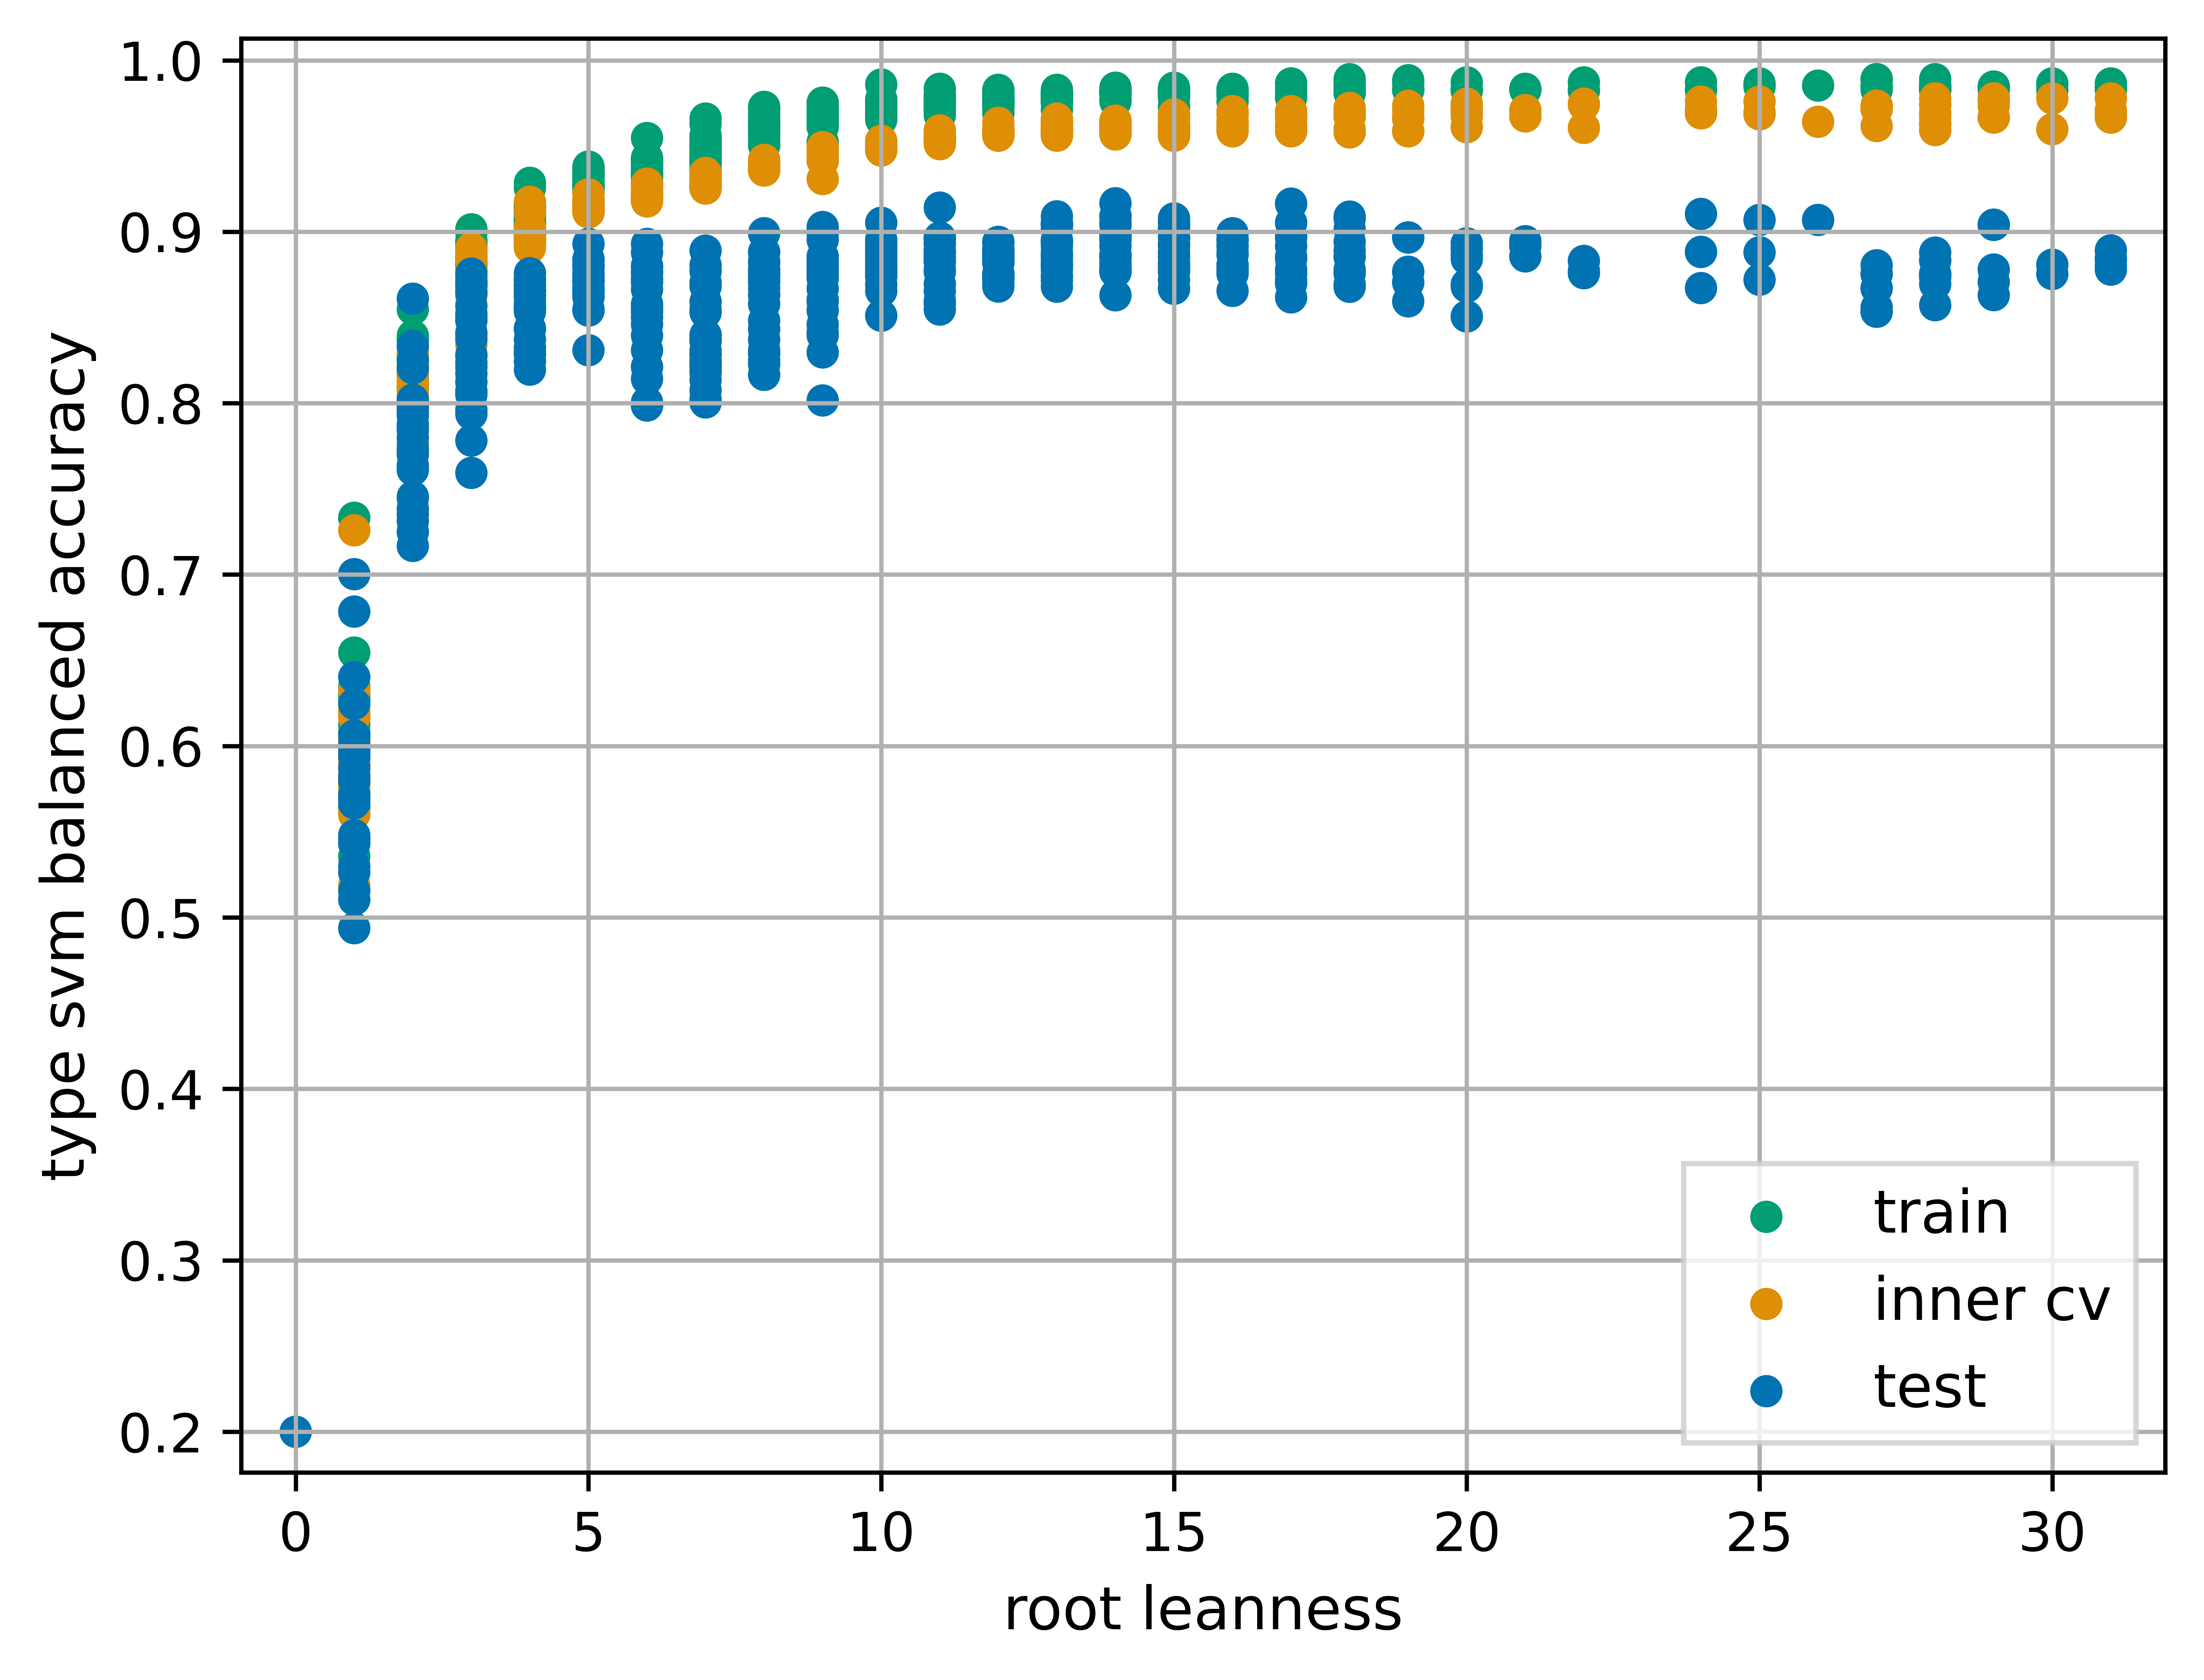 type svm balanced accuracy
1.0
0.9
0.8
0.7
0.6
0.5
0.4
0.3
0.2
train
inner cv
test
0 5 10 15 20 25 30
root leanness